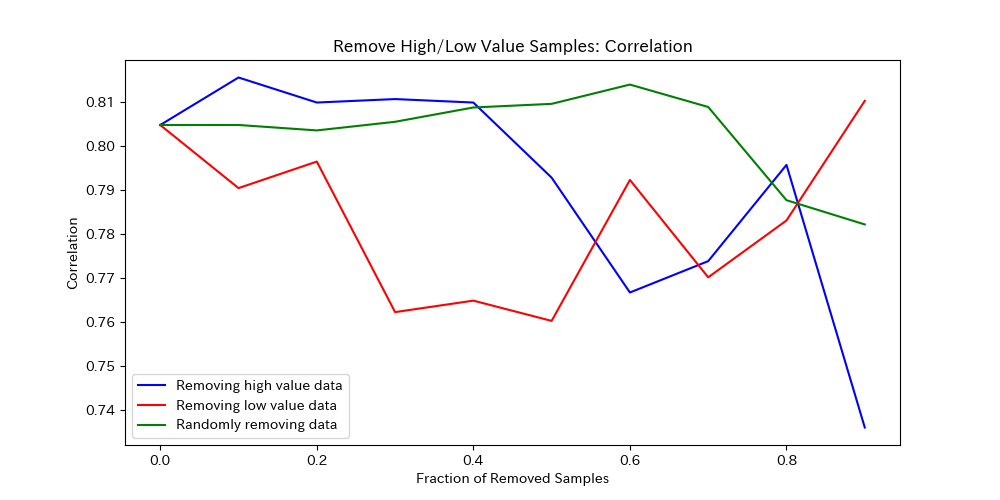 Remove High/Low Value Samples: Correlation
Correlation
0.81
0.80
0.79
0.78
0.77
0.76
0.75
0.74
Removing high value data
Removing low value data
Randomly removing data
0.0 0.2 0.4 0.6 0.8
Fraction of Removed Samples